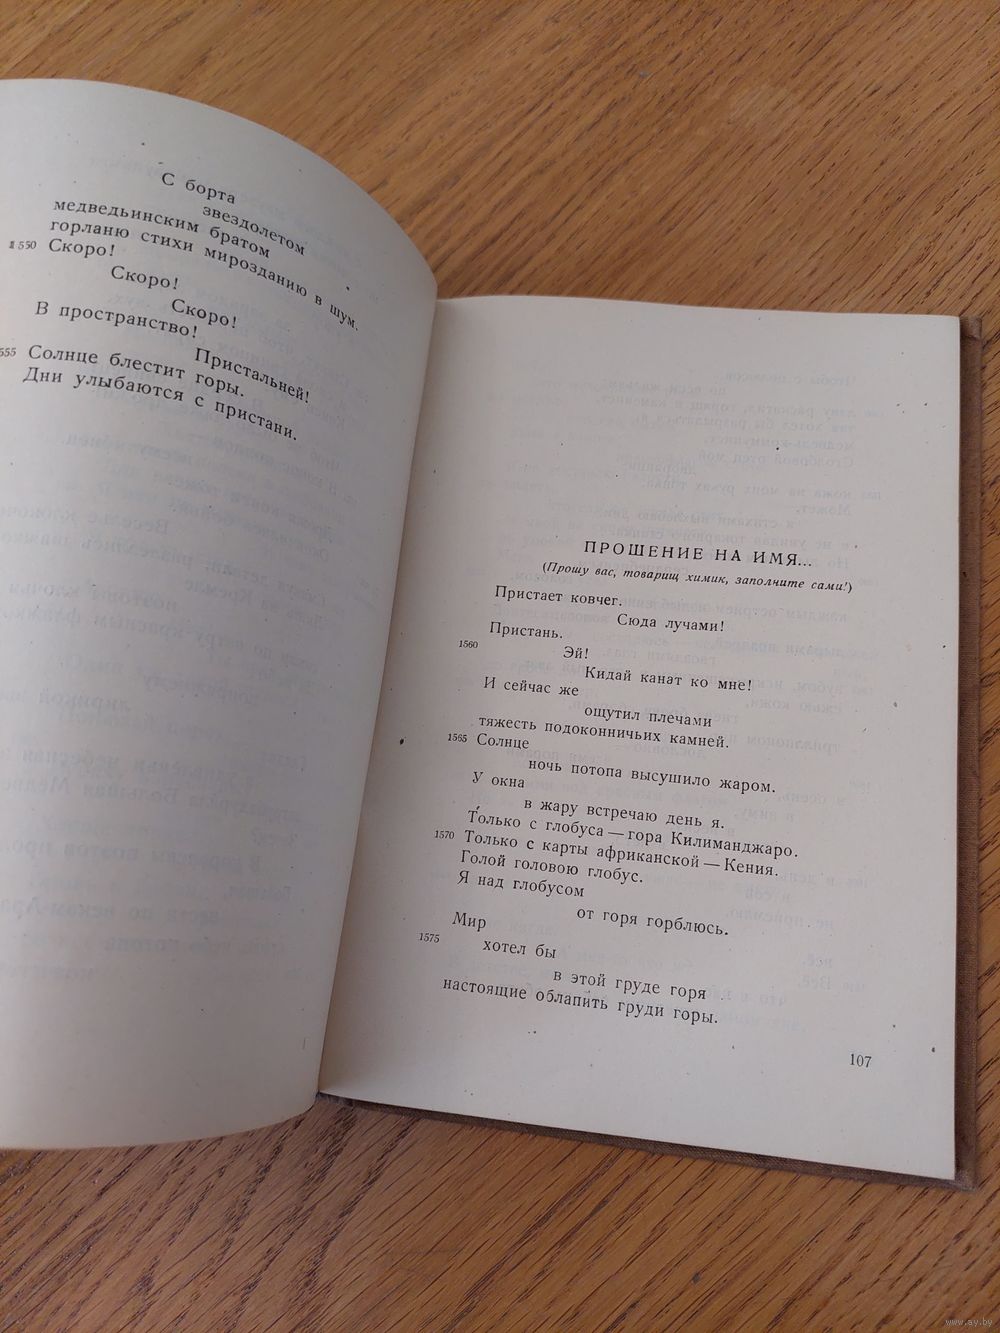 С борта
звездолетом
медведьинским братом
горланю стихи мирозданию в шум.
1550 Скоро!
Скоро!
Скоро!
В пространство!
Пристальней!
555 Солнце блестит горы.
Дни улыбаются с пристани.
ПРОШЕНИЕ НА ИМЯ...
(Прошу вас, товарищ химик, заполните сами!)
Пристает ковчег.
Сюда лучами!
Пристань.
1560 Эй!
Кидай канат ко мне!
И сейчас же
ощутил плечами
тяжесть подоконничьих камней.
1565 Солнце
ночь потопа высушило жаром.
У окна
в жару встречаю день я.
Только с глобуса — гора Килиманджаро.
1570 Только с карты африканской — Кения.
Голой головою глобус.
Я над глобусом
от горя горблюсь.
Мир
1575 хотел бы
в этой груде горя
настоящие облапить груди горы.
107
www.ay.by